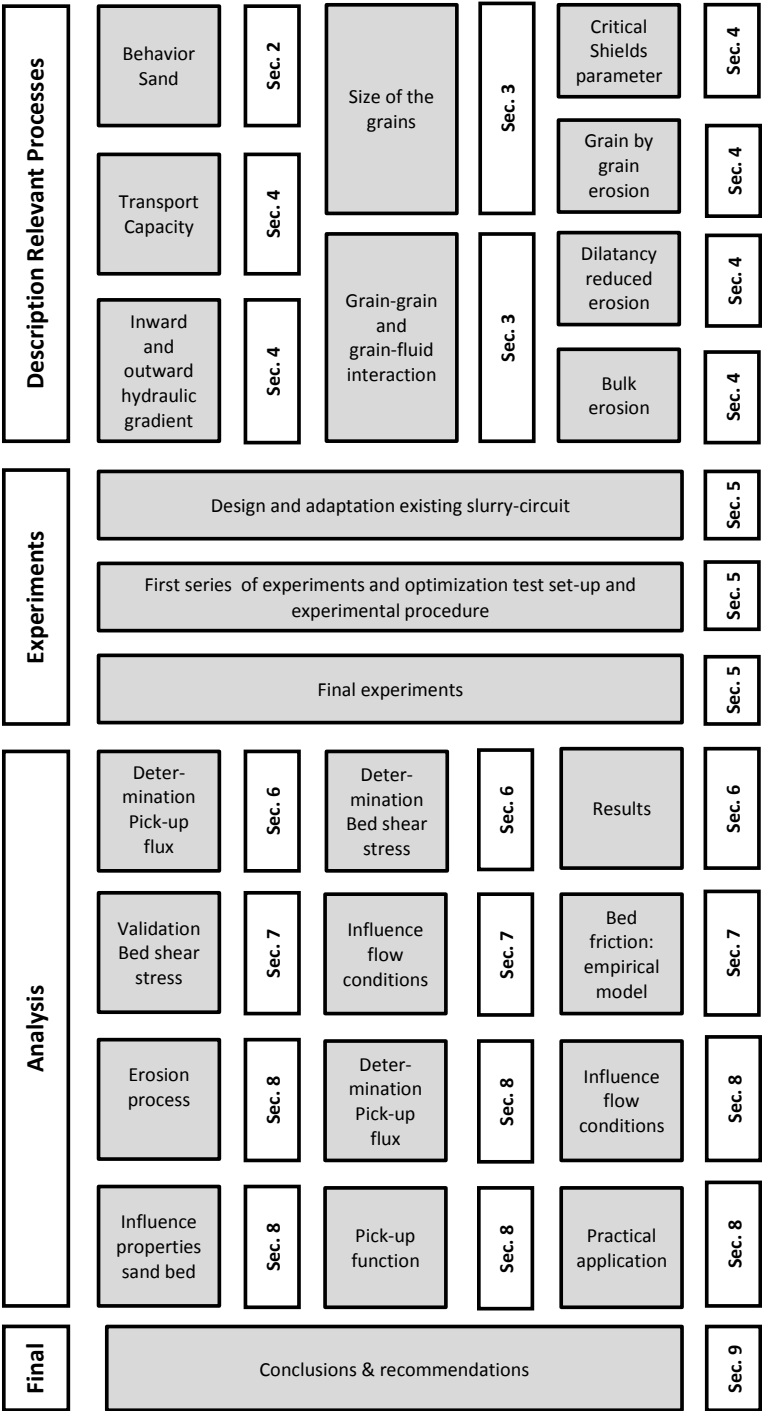 Description Relevant Processes
Behavior
Sand
Sec. 2
Size of the
grains
Sec. 3
Critical
Shields
parameter
Sec. 4
Grain by
grain
erosion
Sec. 4
Transport
Capacity
Sec. 4
Grain-grain
and
grain-fluid
interaction
Sec. 3
Dilatancy
reduced
erosion
Sec. 4
Inward
and
outward
hydraulic
gradient
Sec. 4
Bulk
erosion
Sec. 4
Experiments
Design and adaptation existing slurry-circuit
Sec. 5
First series of experiments and optimization test set-up and
experimental procedure
Sec. 5
Final experiments
Sec. 5
Analysis
Deter-
mination
Pick-up
flux
Sec. 6
Deter-
mination
Bed shear
stress
Sec. 6
Results
Sec. 6
Validation
Bed shear
stress
Sec. 7
Influence
flow
conditions
Sec. 7
Bed
friction:
empirical
model
Sec. 7
Erosion
process
Sec. 8
Deter-
mination
Pick-up
flux
Sec. 8
Influence
flow
conditions
Sec. 8
Influence
properties
sand bed
Sec. 8
Pick-up
function
Sec. 8
Practical
application
Sec. 8
Final
Conclusions & recommendations
Sec. 9